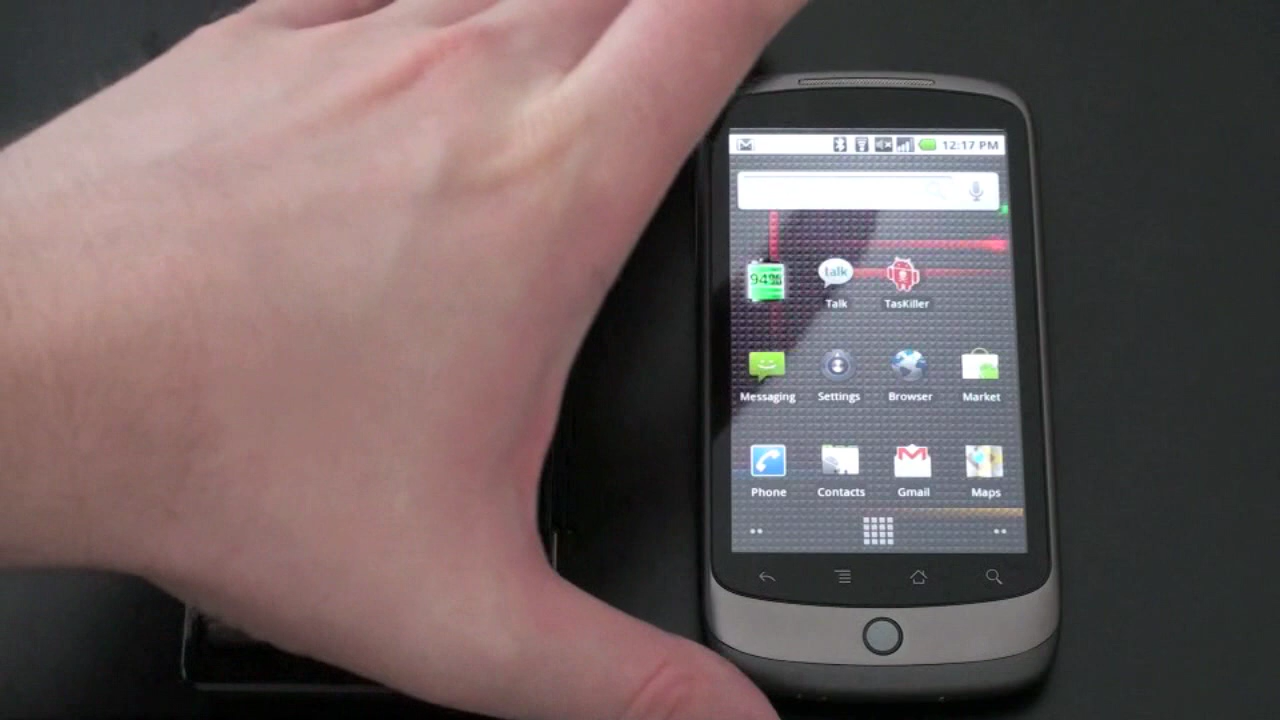 12:17 PM
94%
talk
Talk
TasKiller
Messaging
Settings
Browser
Market
Phone
Contacts
Gmail
Maps